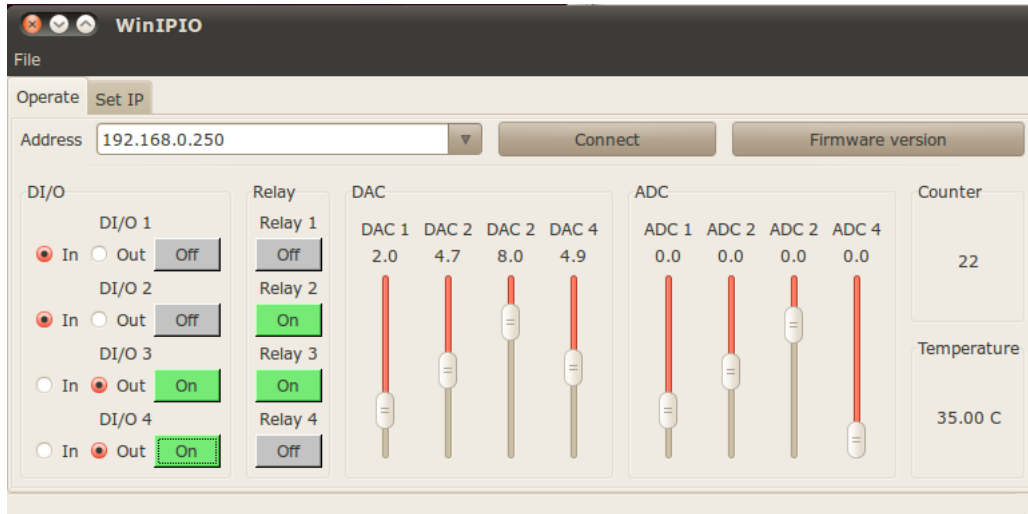 WinIPIO
File
Operate Set IP
Address 192.168.0.250 Connect Firmware version
DI/O
DI/O 1
In Out Off
DI/O 2
In Out Off
DI/O 3
In Out On
DI/O 4
In Out On
Relay
Relay 1
Off
Relay 2
On
Relay 3
On
Relay 4
Off
DAC
DAC 1 DAC 2 DAC 2 DAC 4
2.0 4.7 8.0 4.9
ADC
ADC 1 ADC 2 ADC 2 ADC 4
0.0 0.0 0.0 0.0
Counter
22
Temperature
35.00 C